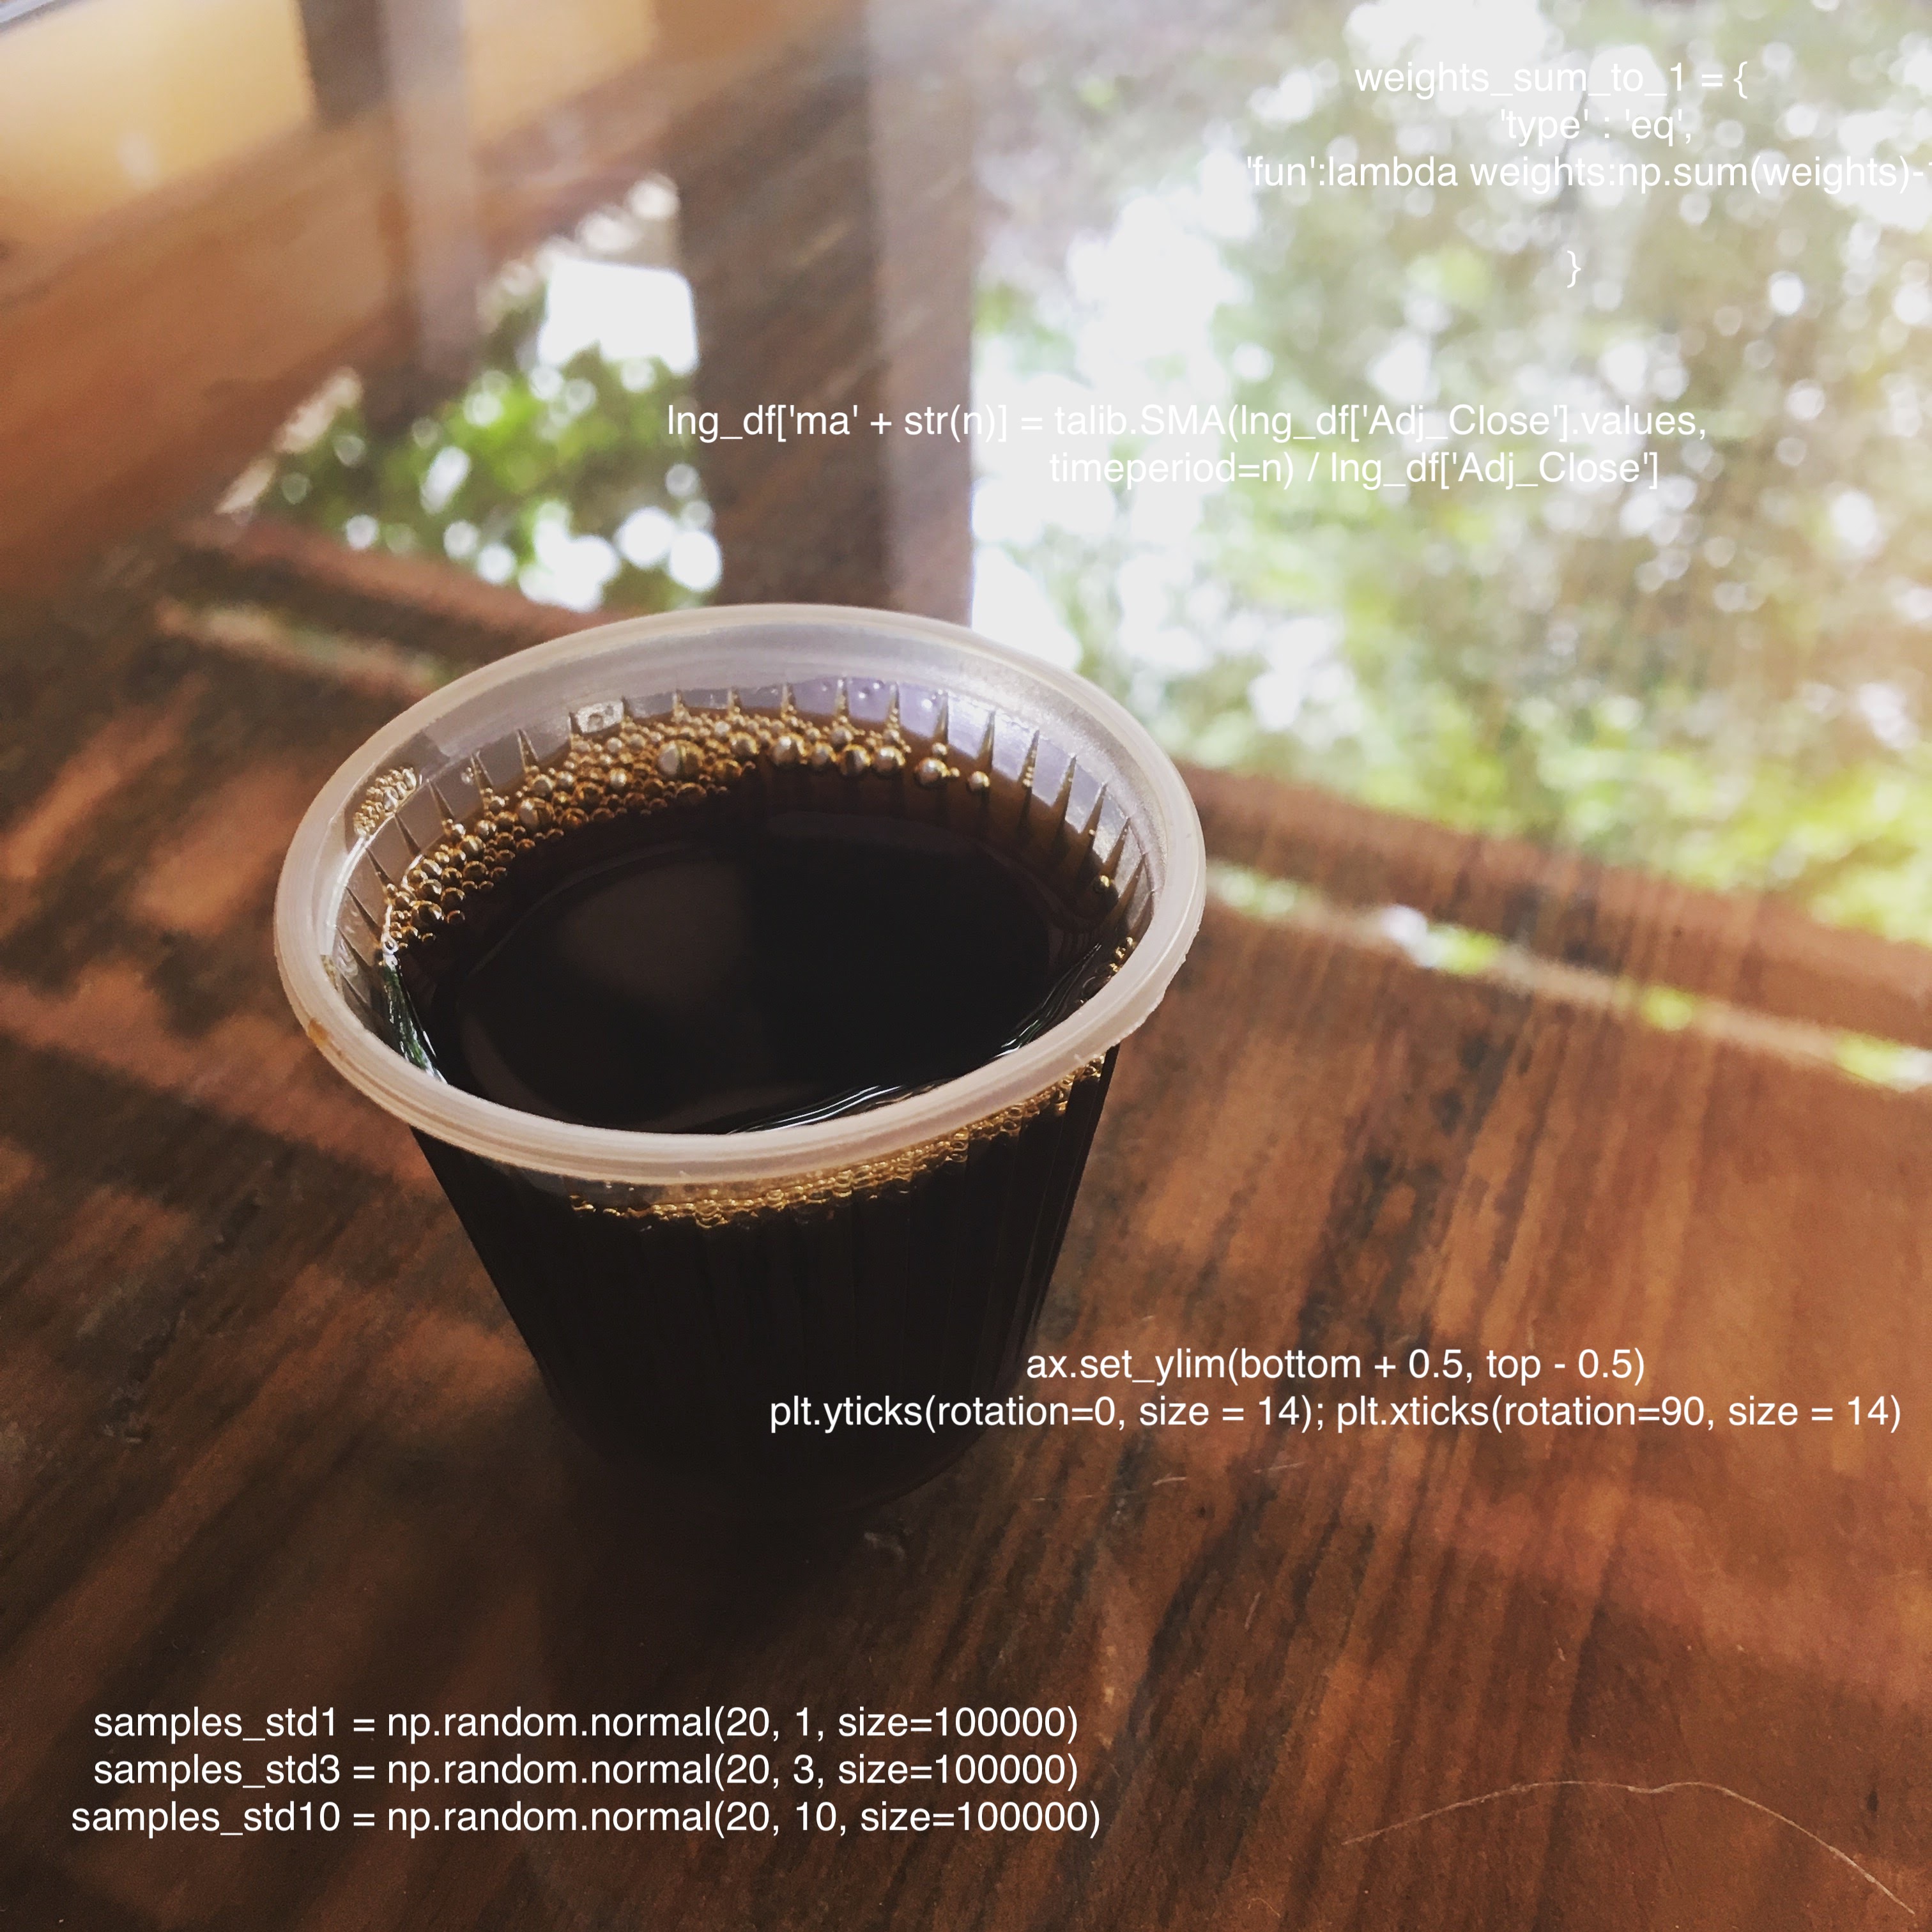 weights_sum_to_1 = {
'type' : 'eq',
'fun':lambda weights:np.sum(weights)-
}
lng_df['ma' + str(n)] = talib.SMA(lng_df['Adj_Close'].values,
timeperiod=n) / lng_df['Adj_Close']
ax.set_ylim(bottom + 0.5, top - 0.5)
plt.yticks(rotation=0, size = 14); plt.xticks(rotation=90, size = 14)
samples_std1 = np.random.normal(20, 1, size=100000)
samples_std3 = np.random.normal(20, 3, size=100000)
samples_std10 = np.random.normal(20, 10, size=100000)